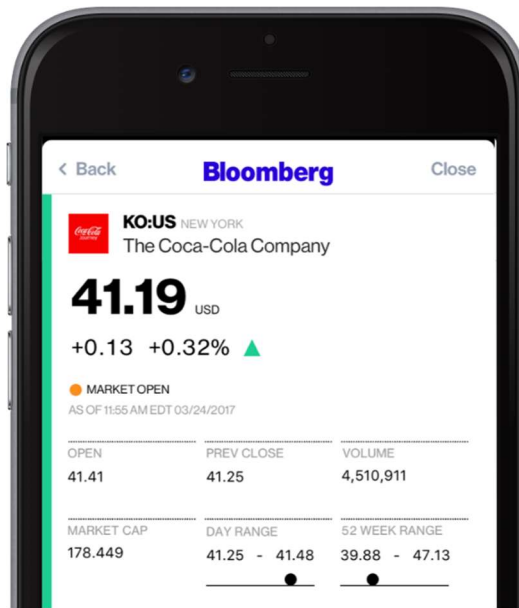 < Back Bloomberg Close
Coca-Cola
KO:US NEW YORK
The Coca-Cola Company
41.19 USD
+0.13 +0.32%
MARKET OPEN
AS OF 11:55 AM EDT 03/24/2017
OPEN PREV CLOSE VOLUME
41.41 41.25 4,510,911
MARKET CAP DAY RANGE 52 WEEK RANGE
178.449 41.25 - 41.48 39.88 - 47.13